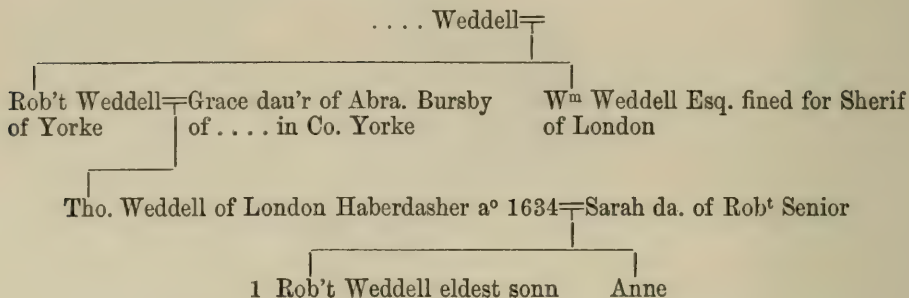 . . . . Weddell
Rob't Weddell Grace dau'r of Abra. Bursby
of Yorke of . . . . in Co. Yorke
Wᵐ Weddell Esq. fined for Sherif
of London
Tho. Weddell of London Haberdasher aᵒ 1634 Sarah da. of Robᵗ Senior
1 Rob't Weddell eldest sonn Anne